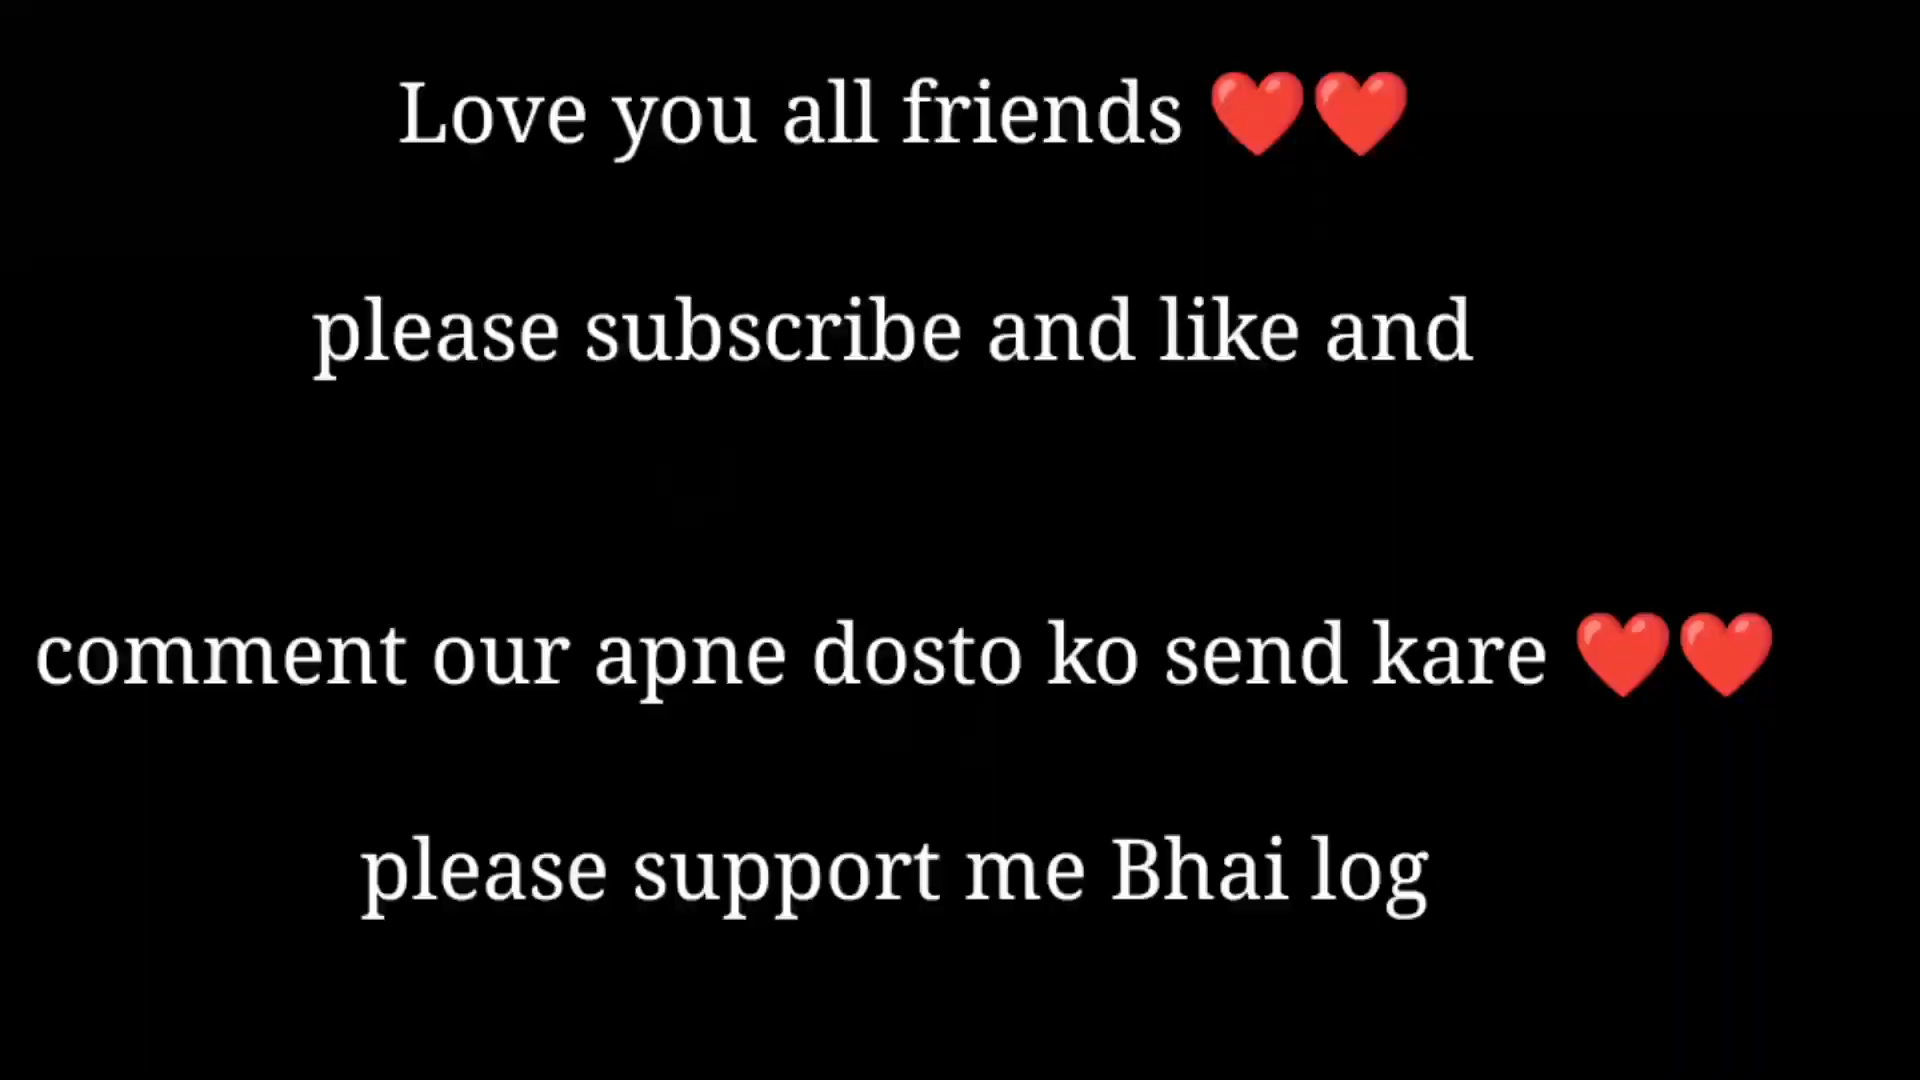 Love you all friends ❤️❤️
please subscribe and like and
comment our apne dosto ko send kare ❤️❤️
please support me Bhai log